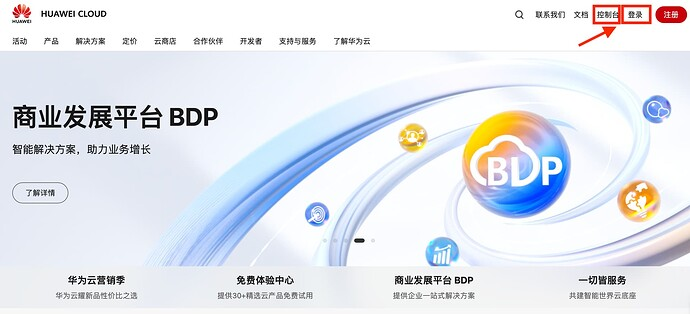 HUAWEI
HUAWEI CLOUD
联系我们 文档 控制台 登录 注册
活动 产品 解决方案 定价 云商店 合作伙伴 开发者 支持与服务 了解华为云
商业发展平台 BDP
智能解决方案，助力业务增长
了解详情
BDP
华为云营销季 免费体验中心 商业发展平台 BDP 一切皆服务
华为云耀新品性价比之选 提供30+精选云产品免费试用 提供企业一站式解决方案 共建智能世界云底座